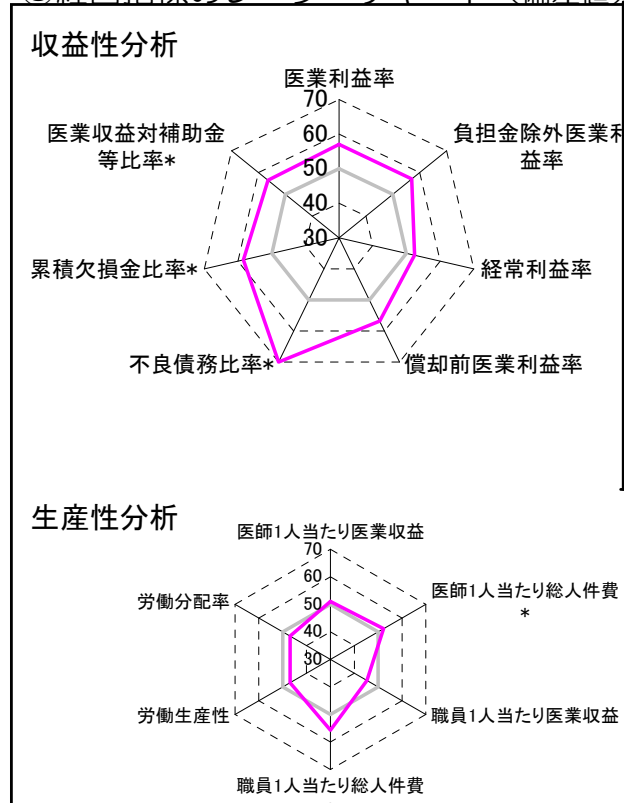 収益性分析
医業利益率
70
60
50
40
30
医業収益対補助金
等比率*
負担金除外医業利
益率
累積欠損金比率*
経常利益率
不良債務比率*
償却前医業利益率
生産性分析
医師1人当たり医業収益
70
60
50
40
30
労働分配率
医師1人当たり総人件費
*
労働生産性
職員1人当たり医業収益
職員1人当たり総人件費